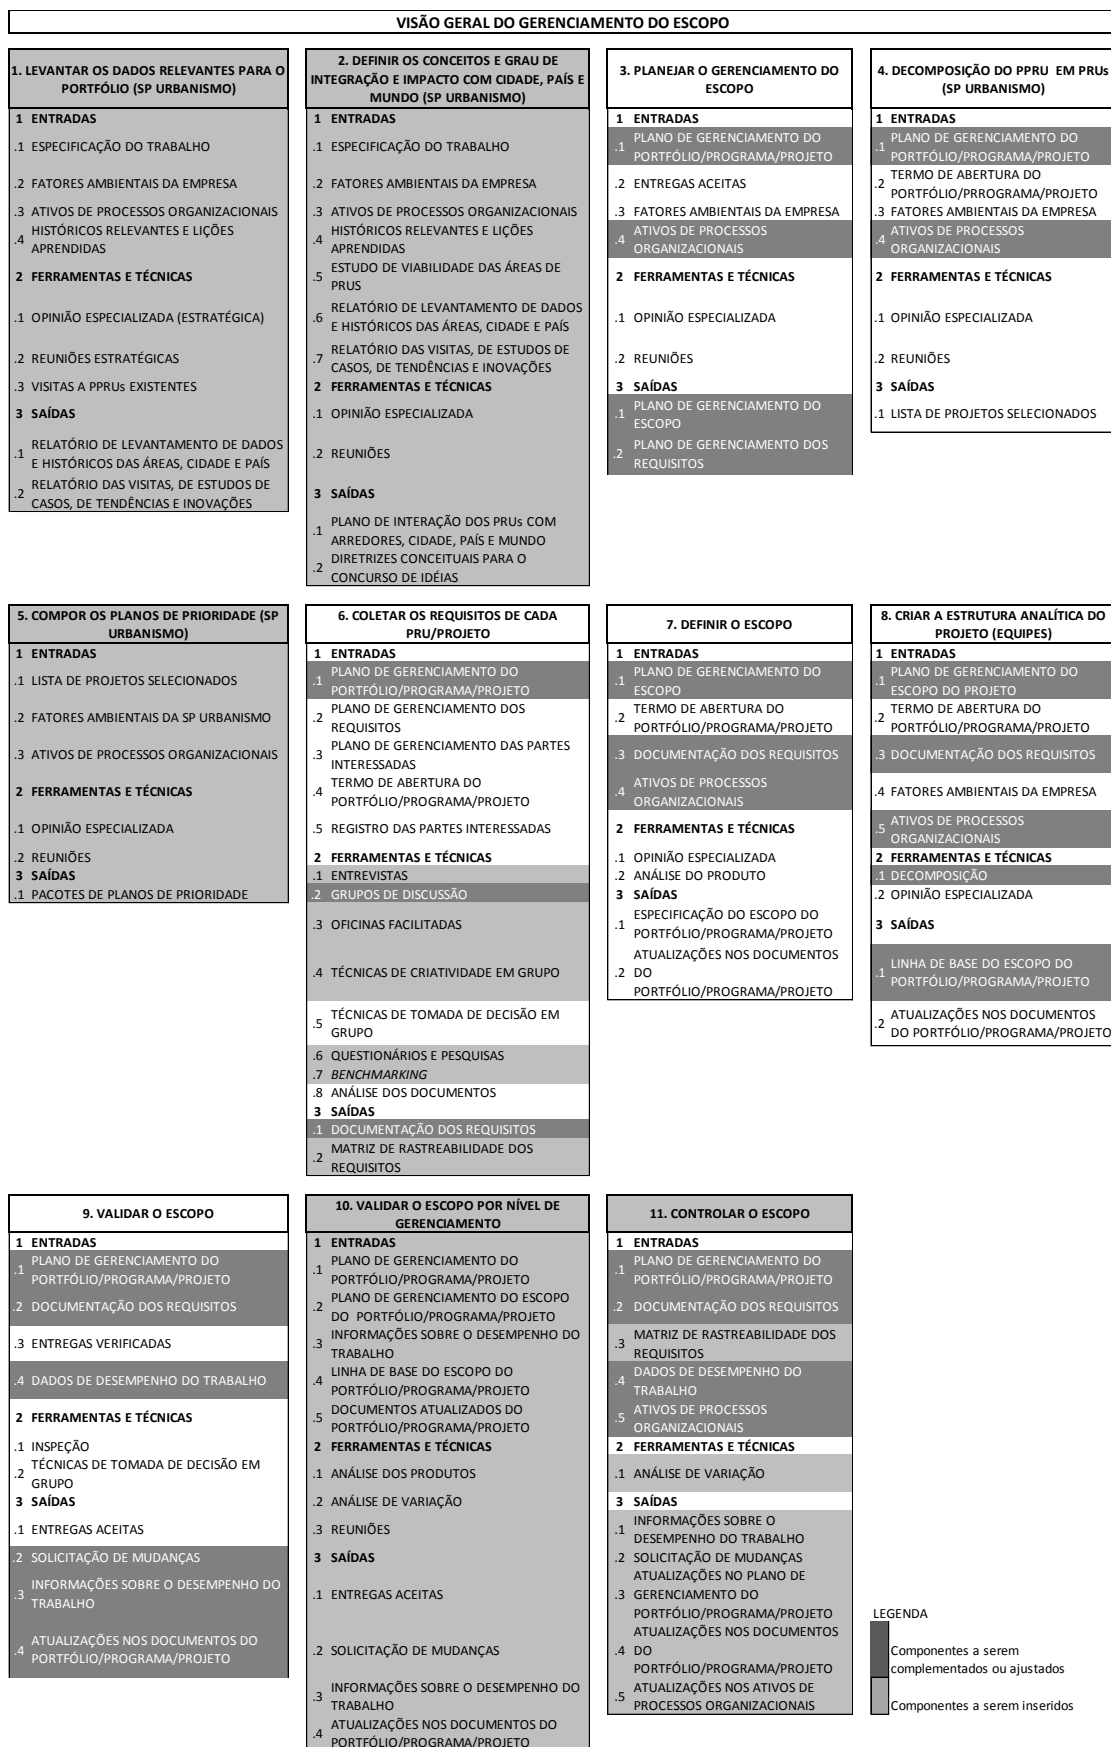 VISÃO GERAL DO GERENCIAMENTO DO ESCOPO
1. LEVANTAR OS DADOS RELEVANTES PARA O
PORTFÓLIO (SP URBANISMO)
1 ENTRADAS
.1 ESPECIFICAÇÃO DO TRABALHO
.2 FATORES AMBIENTAIS DA EMPRESA
.3 ATIVOS DE PROCESSOS ORGANIZACIONAIS
.4 HISTÓRICOS RELEVANTES E LIÇÕES
APRENDIDAS
2 FERRAMENTAS E TÉCNICAS
.1 OPINIÃO ESPECIALIZADA (ESTRATÉGICA)
.2 REUNIÕES ESTRATÉGICAS
.3 VISITAS A PPRUs EXISTENTES
3 SAÍDAS
.1 RELATÓRIO DE LEVANTAMENTO DE DADOS
E HISTÓRICOS DAS ÁREAS, CIDADE E PAÍS
.2 RELATÓRIO DAS VISITAS, DE ESTUDOS DE
CASOS, DE TENDÊNCIAS E INOVAÇÕES
2. DEFINIR OS CONCEITOS E GRAU DE
INTEGRAÇÃO E IMPACTO COM CIDADE, PAÍS E
MUNDO (SP URBANISMO)
1 ENTRADAS
.1 ESPECIFICAÇÃO DO TRABALHO
.2 FATORES AMBIENTAIS DA EMPRESA
.3 ATIVOS DE PROCESSOS ORGANIZACIONAIS
.4 HISTÓRICOS RELEVANTES E LIÇÕES
APRENDIDAS
.5 ESTUDO DE VIABILIDADE DAS ÁREAS DE
PRUS
.6 RELATÓRIO DE LEVANTAMENTO DE DADOS
E HISTÓRICOS DAS ÁREAS, CIDADE E PAÍS
.7 RELATÓRIO DAS VISITAS, DE ESTUDOS DE
CASOS, DE TENDÊNCIAS E INOVAÇÕES
2 FERRAMENTAS E TÉCNICAS
.1 OPINIÃO ESPECIALIZADA
.2 REUNIÕES
3 SAÍDAS
.1 PLANO DE INTERAÇÃO DOS PRUs COM
ARREDORES, CIDADE, PAÍS E MUNDO
.2 DIRETRIZES CONCEITUAIS PARA O
CONCURSO DE IDÉIAS
3. PLANEJAR O GERENCIAMENTO DO
ESCOPO
1 ENTRADAS
.1 PLANO DE GERENCIAMENTO DO
PORTFÓLIO/PROGRAMA/PROJETO
.2 ENTREGAS ACEITAS
.3 FATORES AMBIENTAIS DA EMPRESA
.4 ATIVOS DE PROCESSOS
ORGANIZACIONAIS
2 FERRAMENTAS E TÉCNICAS
.1 OPINIÃO ESPECIALIZADA
.2 REUNIÕES
3 SAÍDAS
.1 PLANO DE GERENCIAMENTO DO
ESCOPO
.2 PLANO DE GERENCIAMENTO DOS
REQUISITOS
4. DECOMPOSIÇÃO DO PPRU EM PRUs
(SP URBANISMO)
1 ENTRADAS
.1 PLANO DE GERENCIAMENTO DO
PORTFÓLIO/PROGRAMA/PROJETO
.2 TERMO DE ABERTURA DO
PORTFÓLIO/PRROGRAMA/PROJETO
.3 FATORES AMBIENTAIS DA EMPRESA
.4 ATIVOS DE PROCESSOS
ORGANIZACIONAIS
2 FERRAMENTAS E TÉCNICAS
.1 OPINIÃO ESPECIALIZADA
.2 REUNIÕES
3 SAÍDAS
.1 LISTA DE PROJETOS SELECIONADOS
5. COMPOR OS PLANOS DE PRIORIDADE (SP
URBANISMO)
1 ENTRADAS
.1 LISTA DE PROJETOS SELECIONADOS
.2 FATORES AMBIENTAIS DA SP URBANISMO
.3 ATIVOS DE PROCESSOS ORGANIZACIONAIS
2 FERRAMENTAS E TÉCNICAS
.1 OPINIÃO ESPECIALIZADA
.2 REUNIÕES
3 SAÍDAS
.1 PACOTES DE PLANOS DE PRIORIDADE
6. COLETAR OS REQUISITOS DE CADA
PRU/PROJETO
1 ENTRADAS
.1 PLANO DE GERENCIAMENTO DO
PORTFÓLIO/PROGRAMA/PROJETO
.2 PLANO DE GERENCIAMENTO DOS
REQUISITOS
.3 PLANO DE GERENCIAMENTO DAS PARTES
INTERESSADAS
.4 TERMO DE ABERTURA DO
PORTFÓLIO/PROGRAMA/PROJETO
.5 REGISTRO DAS PARTES INTERESSADAS
2 FERRAMENTAS E TÉCNICAS
.1 ENTREVISTAS
.2 GRUPOS DE DISCUSSÃO
.3 OFICINAS FACILITADAS
.4 TÉCNICAS DE CRIATIVIDADE EM GRUPO
.5 TÉCNICAS DE TOMADA DE DECISÃO EM
GRUPO
.6 QUESTIONÁRIOS E PESQUISAS
.7 BENCHMARKING
.8 ANÁLISE DOS DOCUMENTOS
3 SAÍDAS
.1 DOCUMENTAÇÃO DOS REQUISITOS
.2 MATRIZ DE RASTREABILIDADE DOS
REQUISITOS
7. DEFINIR O ESCOPO
1 ENTRADAS
.1 PLANO DE GERENCIAMENTO DO
ESCOPO
.2 TERMO DE ABERTURA DO
PORTFÓLIO/PROGRAMA/PROJETO
.3 DOCUMENTAÇÃO DOS REQUISITOS
.4 ATIVOS DE PROCESSOS
ORGANIZACIONAIS
2 FERRAMENTAS E TÉCNICAS
.1 OPINIÃO ESPECIALIZADA
.2 ANÁLISE DO PRODUTO
3 SAÍDAS
.1 ESPECIFICAÇÃO DO ESCOPO DO
PORTFÓLIO/PROGRAMA/PROJETO
ATUALIZAÇÕES NOS DOCUMENTOS
.2 DO
PORTFÓLIO/PROGRAMA/PROJETO
8. CRIAR A ESTRUTURA ANALÍTICA DO
PROJETO (EQUIPES)
1 ENTRADAS
.1 PLANO DE GERENCIAMENTO DO
ESCOPO DO PROJETO
.2 TERMO DE ABERTURA DO
PORTFÓLIO/PROGRAMA/PROJETO
.3 DOCUMENTAÇÃO DOS REQUISITOS
.4 FATORES AMBIENTAIS DA EMPRESA
.5 ATIVOS DE PROCESSOS
ORGANIZACIONAIS
2 FERRAMENTAS E TÉCNICAS
.1 DECOMPOSIÇÃO
.2 OPINIÃO ESPECIALIZADA
3 SAÍDAS
.1 LINHA DE BASE DO ESCOPO DO
PORTFÓLIO/PROGRAMA/PROJETO
.2 ATUALIZAÇÕES NOS DOCUMENTOS
DO PORTFÓLIO/PROGRAMA/PROJETO
9. VALIDAR O ESCOPO
1 ENTRADAS
.1 PLANO DE GERENCIAMENTO DO
PORTFÓLIO/PROGRAMA/PROJETO
.2 DOCUMENTAÇÃO DOS REQUISITOS
.3 ENTREGAS VERIFICADAS
.4 DADOS DE DESEMPENHO DO TRABALHO
2 FERRAMENTAS E TÉCNICAS
.1 INSPEÇÃO
.2 TÉCNICAS DE TOMADA DE DECISÃO EM
GRUPO
3 SAÍDAS
.1 ENTREGAS ACEITAS
.2 SOLICITAÇÃO DE MUDANÇAS
.3 INFORMAÇÕES SOBRE O DESEMPENHO DO
TRABALHO
.4 ATUALIZAÇÕES NOS DOCUMENTOS DO
PORTFÓLIO/PROGRAMA/PROJETO
10. VALIDAR O ESCOPO POR NÍVEL DE
GERENCIAMENTO
1 ENTRADAS
.1 PLANO DE GERENCIAMENTO DO
PORTFÓLIO/PROGRAMA/PROJETO
.2 PLANO DE GERENCIAMENTO DO ESCOPO
DO PORTFÓLIO/PROGRAMA/PROJETO
.3 INFORMAÇÕES SOBRE O DESEMPENHO DO
TRABALHO
.4 LINHA DE BASE DO ESCOPO DO
PORTFÓLIO/PROGRAMA/PROJETO
.5 DOCUMENTOS ATUALIZADOS DO
PORTFÓLIO/PROGRAMA/PROJETO
2 FERRAMENTAS E TÉCNICAS
.1 ANÁLISE DOS PRODUTOS
.2 ANÁLISE DE VARIAÇÃO
.3 REUNIÕES
3 SAÍDAS
.1 ENTREGAS ACEITAS
.2 SOLICITAÇÃO DE MUDANÇAS
.3 INFORMAÇÕES SOBRE O DESEMPENHO DO
TRABALHO
.4 ATUALIZAÇÕES NOS DOCUMENTOS DO
PORTFÓLIO/PROGRAMA/PROJETO
11. CONTROLAR O ESCOPO
1 ENTRADAS
.1 PLANO DE GERENCIAMENTO DO
PORTFÓLIO/PROGRAMA/PROJETO
.2 DOCUMENTAÇÃO DOS REQUISITOS
.3 MATRIZ DE RASTREABILIDADE DOS
REQUISITOS
.4 DADOS DE DESEMPENHO DO
TRABALHO
.5 ATIVOS DE PROCESSOS
ORGANIZACIONAIS
2 FERRAMENTAS E TÉCNICAS
.1 ANÁLISE DE VARIAÇÃO
3 SAÍDAS
.1 INFORMAÇÕES SOBRE O
DESEMPENHO DO TRABALHO
.2 SOLICITAÇÃO DE MUDANÇAS
ATUALIZAÇÕES NO PLANO DE
.3 GERENCIAMENTO DO
PORTFÓLIO/PROGRAMA/PROJETO
ATUALIZAÇÕES NOS DOCUMENTOS
.4 DO
PORTFÓLIO/PROGRAMA/PROJETO
.5 ATUALIZAÇÕES NOS ATIVOS DE
PROCESSOS ORGANIZACIONAIS
LEGENDA
Componentes a serem
complementados ou ajustados
Componentes a serem inseridos